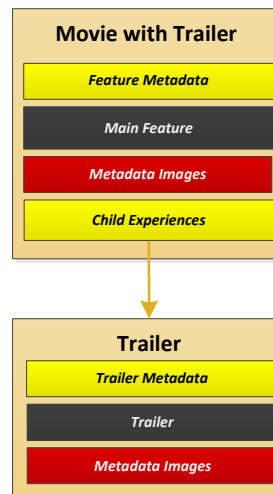 Movie with Trailer
Feature Metadata
Main Feature
Metadata Images
Child Experiences
Trailer
Trailer Metadata
Trailer
Metadata Images